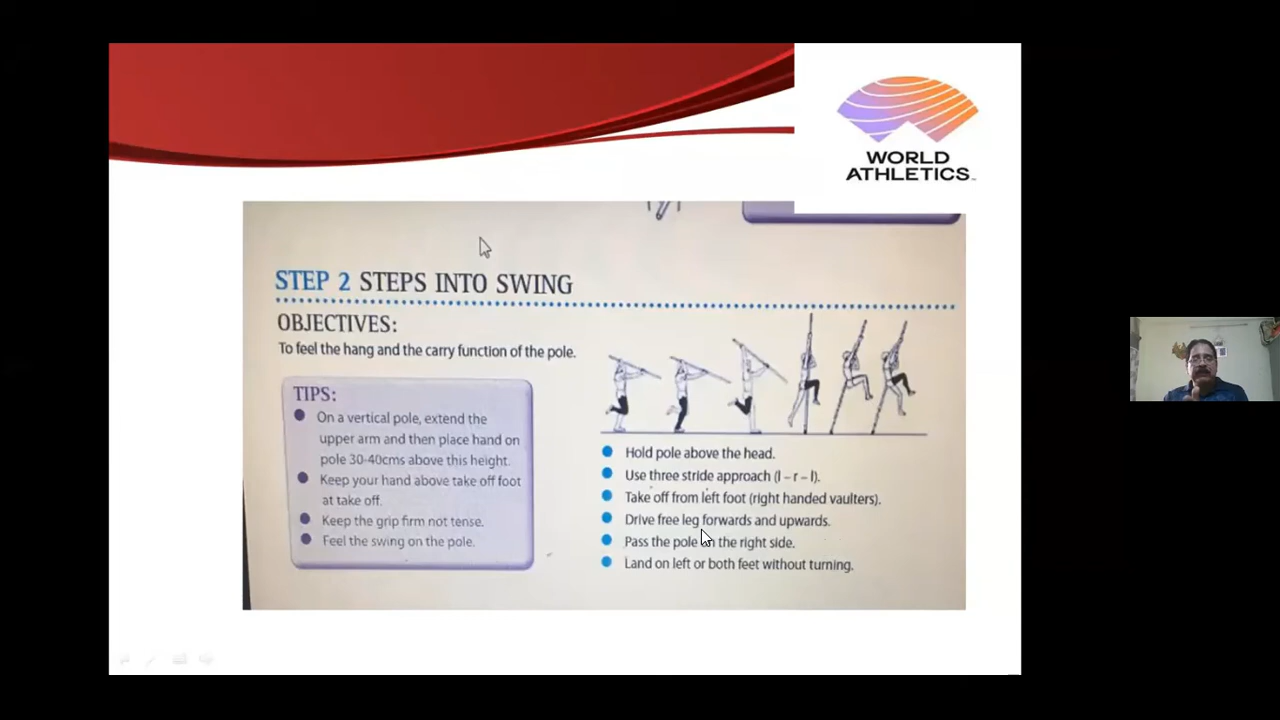 WORLD
ATHLETICS
STEP 2 STEPS INTO SWING
OBJECTIVES:
To feel the hang and the carry function of the pole.
TIPS:
On a vertical pole, extend the
upper arm and then place hand on
pole 30-40cms above this height.
Keep your hand above take off foot
at take off.
Keep the grip firm not tense.
Feel the swing on the pole.
Hold pole above the head.
Use three stride approach (l – r – l).
Take off from left foot (right handed vaulters).
Drive free leg forwards and upwards.
Pass the pole on the right side.
Land on left or both feet without turning.